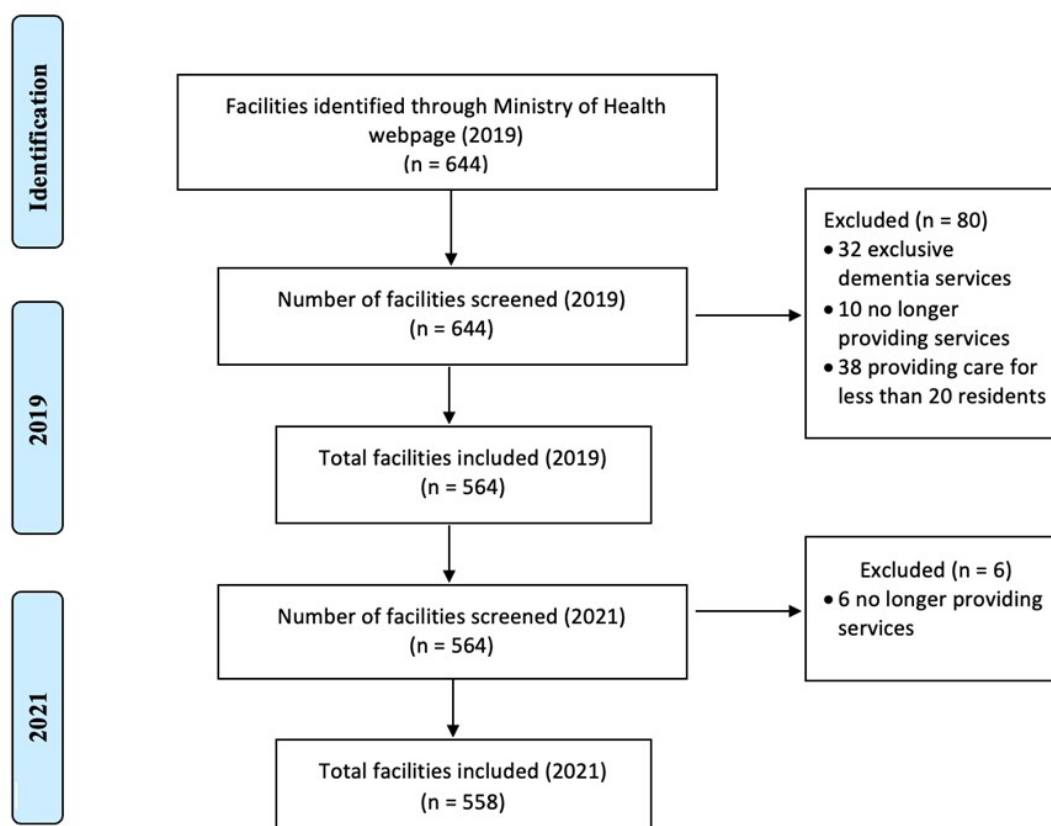 Identification
Facilities identified through Ministry of Health
webpage (2019)
(n = 644)
Excluded (n = 80)
• 32 exclusive
dementia services
• 10 no longer
providing services
• 38 providing care for
less than 20 residents
2019
Number of facilities screened (2019)
(n = 644)
Total facilities included (2019)
(n = 564)
Excluded (n = 6)
• 6 no longer providing
services
2021
Number of facilities screened (2021)
(n = 564)
Total facilities included (2021)
(n = 558)